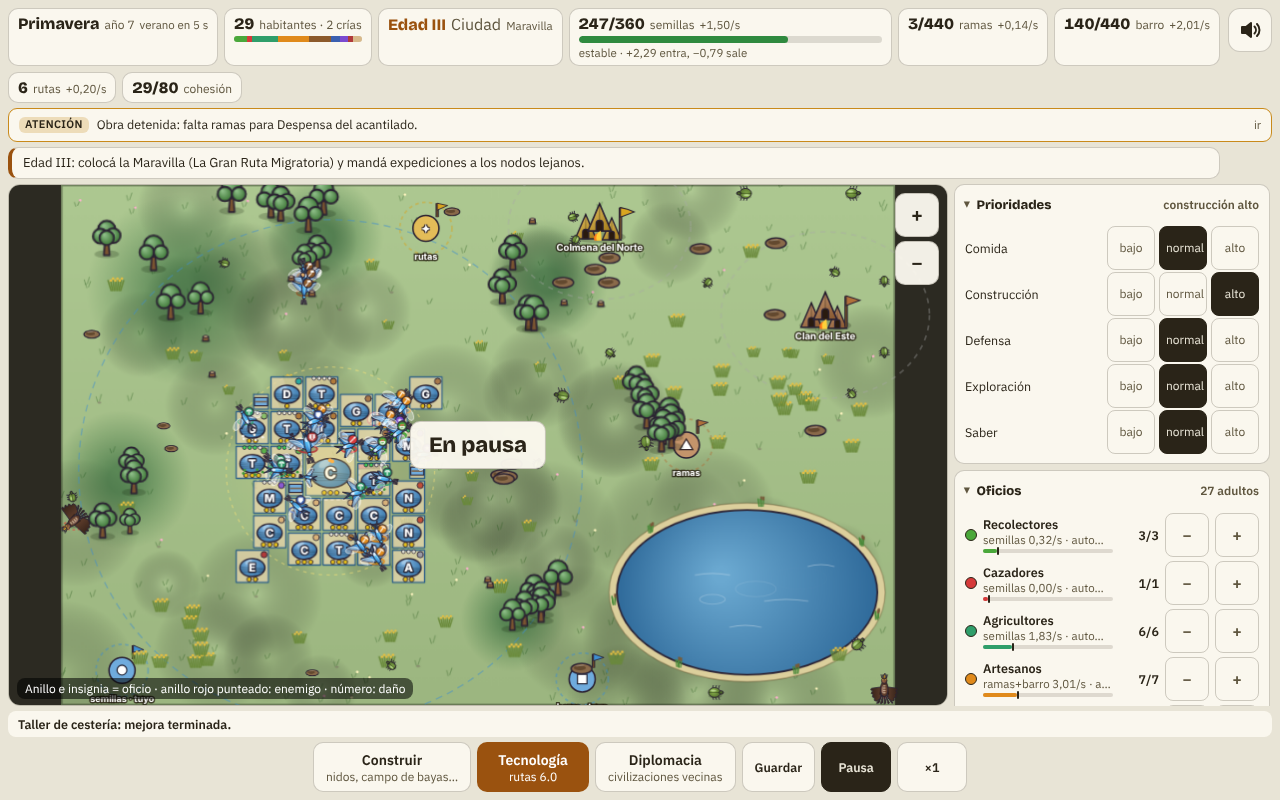 Primavera año 7 verano en 5 s
29 habitantes · 2 crías
Edad III Ciudad Maravilla
247/360 semillas +1,50/s
estable · +2,29 entra, −0,79 sale
3/440 ramas +0,14/s
140/440 barro +2,01/s
6 rutas +0,20/s
29/80 cohesión
ATENCIÓN Obra detenida: falta ramas para Despensa del acantilado. ir
Edad III: colocá la Maravilla (La Gran Ruta Migratoria) y mandá expediciones a los nodos lejanos.
rutas
Colmena del Norte
Clan del Este
ramas
En pausa
D T G
G T
T C T
M N
C C C C N
C T
E A
+
−
Anillo e insignia = oficio · anillo rojo punteado: enemigo · número: daño
▼ Prioridades construcción alto
Comida bajo normal alto
Construcción bajo normal alto
Defensa bajo normal alto
Exploración bajo normal alto
Saber bajo normal alto
▼ Oficios 27 adultos
Recolectores
semillas 0,32/s · auto... 3/3 − +
Cazadores
semillas 0,00/s · auto... 1/1 − +
Agricultores
semillas 1,83/s · auto... 6/6 − +
Artesanos
ramas+barro 3,01/s · a... 7/7 − +
Taller de cestería: mejora terminada.
Construir
nidos, campo de bayas...
Tecnología
rutas 6.0
Diplomacia
civilizaciones vecinas
Guardar
Pausa
×1